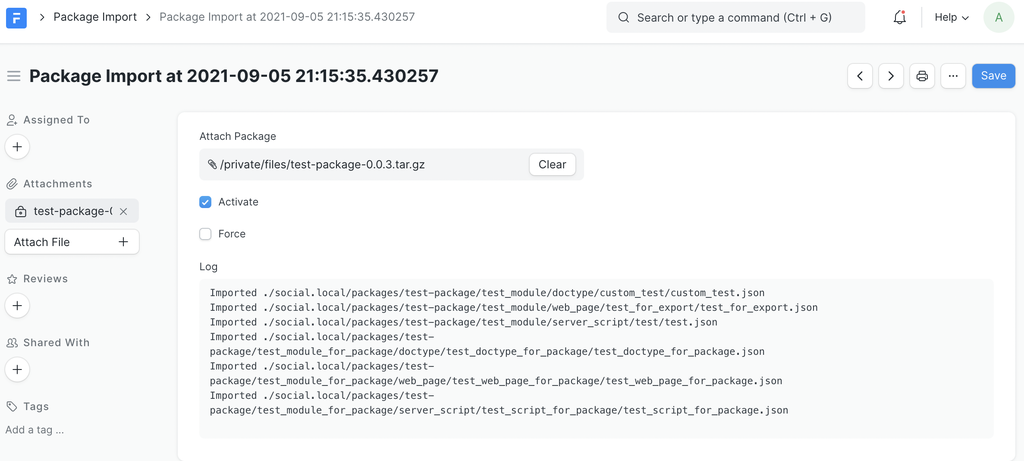 F
Package Import
Package Import at 2021-09-05 21:15:35.430257
Search or type a command (Ctrl + G)
Help
A
Package Import at 2021-09-05 21:15:35.430257
Save
Assigned To
Attachments
test-package-(
Attach File
Reviews
Shared With
Tags
Add a tag ...
Attach Package
/private/files/test-package-0.0.3.tar.gz
Clear
Activate
Force
Log
Imported ./social.local/packages/test-package/test_module/doctype/custom_test/custom_test.json
Imported ./social.local/packages/test-package/test_module/web_page/test_for_export/test_for_export.json
Imported ./social.local/packages/test-package/test_module/server_script/test/test.json
Imported ./social.local/packages/test-
package/test_module_for_package/doctype/test_doctype_for_package/test_doctype_for_package.json
Imported ./social.local/packages/test-
package/test_module_for_package/web_page/test_web_page_for_package/test_web_page_for_package.json
Imported ./social.local/packages/test-
package/test_module_for_package/server_script/test_script_for_package/test_script_for_package.json